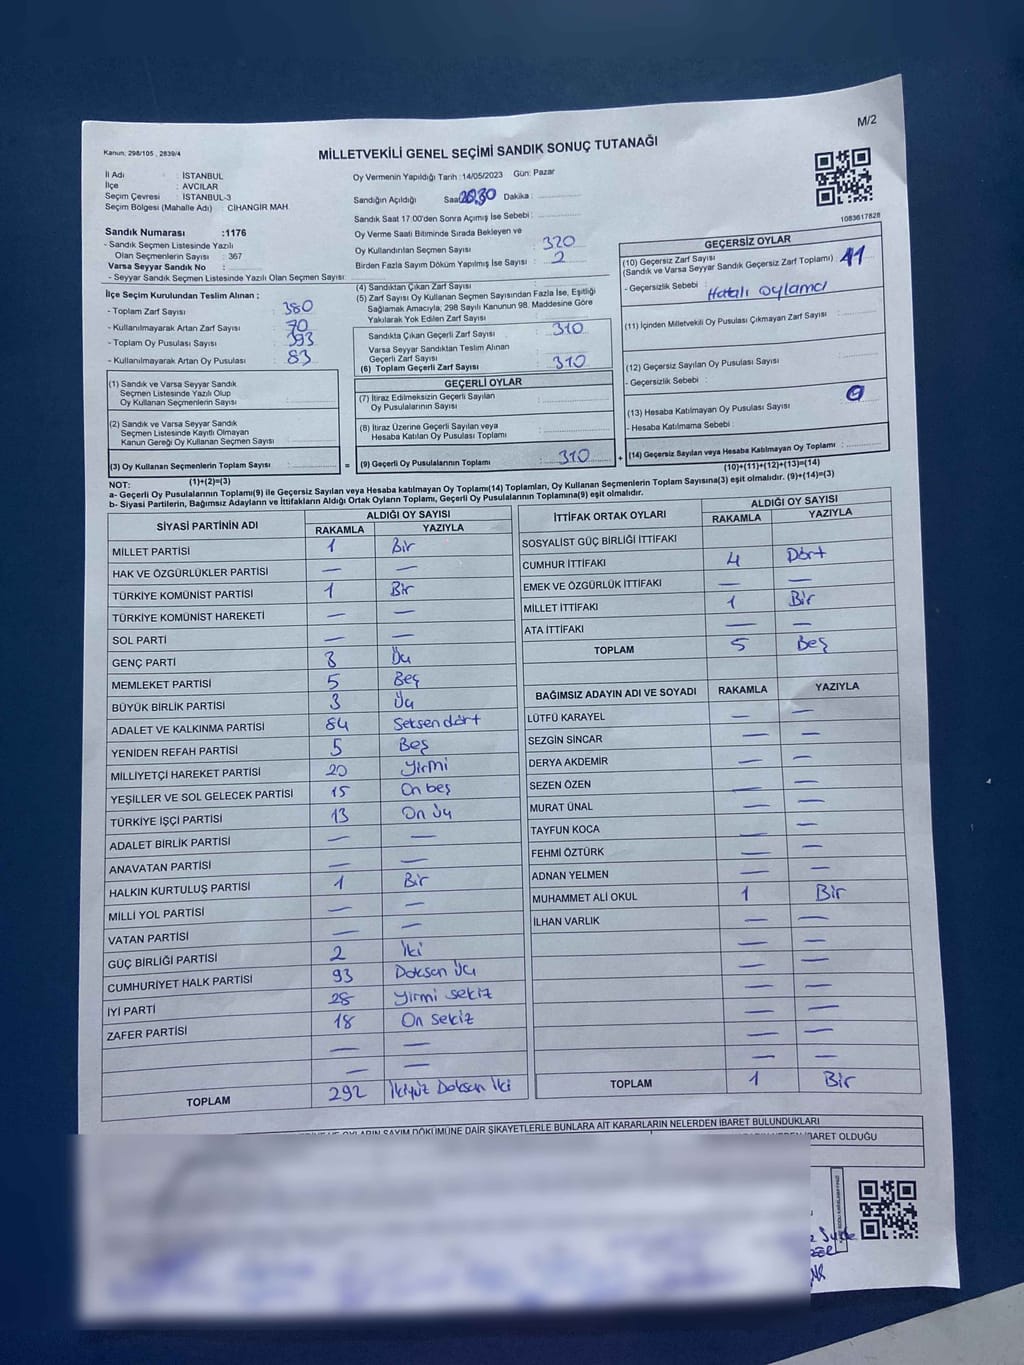 M/2
Kanun: 298/105 , 2839/4
MİLLETVEKİLİ GENEL SEÇİMİ SANDIK SONUÇ TUTANAĞI
İl Adı : İSTANBUL
İlçe : AVCILAR
Seçim Çevresi : İSTANBUL-3
Seçim Bölgesi (Mahalle Adı) : CİHANGİR MAH.
Sandık Numarası :1176
- Sandık Seçmen Listesinde Yazılı
Olan Seçmenlerin Sayısı : 367
Varsa Seyyar Sandık No :
- Seyyar Sandık Seçmen Listesinde Yazılı Olan Seçmen Sayısı:
Oy Vermenin Yapıldığı Tarih :14/05/2023 Gün: Pazar
Sandığın Açıldığı Saat Dakika :
Sandık Saat 17:00'den Sonra Açımış İse Sebebi :
Oy Verme Saati Bitiminde Sırada Bekleyen ve
Oy Kullandırılan Seçmen Sayısı : 320
Birden Fazla Sayım Döküm Yapılmış İse Sayısı : 2
1083617828
İlçe Seçim Kurulundan Teslim Alınan ;
- Toplam Zarf Sayısı : 380
- Kullanılmayarak Artan Zarf Sayısı : 70
- Toplam Oy Pusulası Sayısı : 393
- Kullanılmayarak Artan Oy Pusulası : 83
(4) Sandıktan Çıkan Zarf Sayısı :
(5) Zarf Sayısı Oy Kullanan Seçmen Sayısından Fazla İse, Eşitliği
Sağlamak Amacıyla; 298 Sayılı Kanunun 98. Maddesine Göre
Yakılarak Yok Edilen Zarf Sayısı :
Sandıkta Çıkan Geçerli Zarf Sayısı : 310
Varsa Seyyar Sandıktan Teslim Alınan
Geçerli Zarf Sayısı :
(6) Toplam Geçerli Zarf Sayısı : 310
GEÇERSİZ OYLAR
(10) Geçersiz Zarf Sayısı
(Sandık ve Varsa Seyyar Sandık Geçersiz Zarf Toplamı) : 11
- Geçersizlik Sebebi : Hatalı oylama
(11) İçinden Milletvekili Oy Pusulası Çıkmayan Zarf Sayısı :
(12) Geçersiz Sayılan Oy Pusulası Sayısı :
- Geçersizlik Sebebi :
(13) Hesaba Katılmayan Oy Pusulası Sayısı :
- Hesaba Katılmama Sebebi :
(14) Geçersiz Sayılan veya Hesaba Katılmayan Oy Toplamı :
(10)+(11)+(12)+(13)=(14)
(1) Sandık ve Varsa Seyyar Sandık
Seçmen Listesinde Yazılı Olup
Oy Kullanan Seçmenlerin Sayısı :
(2) Sandık ve Varsa Seyyar Sandık
Seçmen Listesinde Kayıtlı Olmayan
Kanun Gereği Oy Kullanan Seçmen Sayısı :
(3) Oy Kullanan Seçmenlerin Toplam Sayısı : =
(1)+(2)=(3)
GEÇERLİ OYLAR
(7) İtiraz Edilmeksizin Geçerli Sayılan
Oy Pusulalarının Sayısı :
(8) İtiraz Üzerine Geçerli Sayılan veya
Hesaba Katılan Oy Pusulası Toplamı :
(9) Geçerli Oy Pusulalarının Toplamı : 310 +
NOT:
a- Geçerli Oy Pusulalarının Toplamı(9) ile Geçersiz Sayılan veya Hesaba katılmayan Oy Toplamı(14) Toplamları, Oy Kullanan Seçmenlerin Toplam Sayısına(3) eşit olmalıdır. (9)+(14)=(3)
b- Siyasi Partilerin, Bağımsız Adayların ve İttifakların Aldığı Ortak Oyların Toplamı, Geçerli Oy Pusulalarının Toplamına(9) eşit olmalıdır.
SİYASİ PARTİNİN ADI ALDIĞI OY SAYISI
RAKAMLA YAZIYLA
MİLLET PARTİSİ 1 Bir
HAK VE ÖZGÜRLÜKLER PARTİSİ — —
TÜRKİYE KOMÜNİST PARTİSİ 1 Bir
TÜRKİYE KOMÜNİST HAREKETİ — —
SOL PARTİ — —
GENÇ PARTİ 3 Üç
MEMLEKET PARTİSİ 5 Beş
BÜYÜK BİRLİK PARTİSİ 3 Üç
ADALET VE KALKINMA PARTİSİ 84 Seksen dört
YENİDEN REFAH PARTİSİ 5 Beş
MİLLİYETÇİ HAREKET PARTİSİ 20 Yirmi
YEŞİLLER VE SOL GELECEK PARTİSİ 15 On beş
TÜRKİYE İŞÇİ PARTİSİ 13 On üç
ADALET BİRLİK PARTİSİ — —
ANAVATAN PARTİSİ — —
HALKIN KURTULUŞ PARTİSİ 1 Bir
MİLLİ YOL PARTİSİ — —
VATAN PARTİSİ — —
GÜÇ BİRLİĞİ PARTİSİ 2 İki
CUMHURİYET HALK PARTİSİ 93 Doksan üç
İYİ PARTİ 28 Yirmi sekiz
ZAFER PARTİSİ 18 On sekiz
— —
— —
TOPLAM 292 İkiyüz Doksan İki
İTTİFAK ORTAK OYLARI ALDIĞI OY SAYISI
RAKAMLA YAZIYLA
SOSYALİST GÜÇ BİRLİĞİ İTTİFAKI
CUMHUR İTTİFAKI 4 Dört
EMEK VE ÖZGÜRLÜK İTTİFAKI — —
MİLLET İTTİFAKI 1 Bir
ATA İTTİFAKI — —
TOPLAM 5 Beş
BAĞIMSIZ ADAYIN ADI VE SOYADI RAKAMLA YAZIYLA
LÜTFÜ KARAYEL — —
SEZGİN SİNCAR — —
DERYA AKDEMİR — —
SEZEN ÖZEN — —
MURAT ÜNAL — —
TAYFUN KOCA — —
FEHMİ ÖZTÜRK — —
ADNAN YELMEN — —
MUHAMMET ALİ OKUL 1 Bir
İLHAN VARLIK — —
— —
— —
— —
— —
— —
— —
TOPLAM 1 Bir
OYLARIN SAYIM DÖKÜMÜNE DAİR ŞİKAYETLERLE BUNLARA AİT KARARLARIN NELERDEN İBARET BULUNDUKLARI
İBARET OLDUĞU